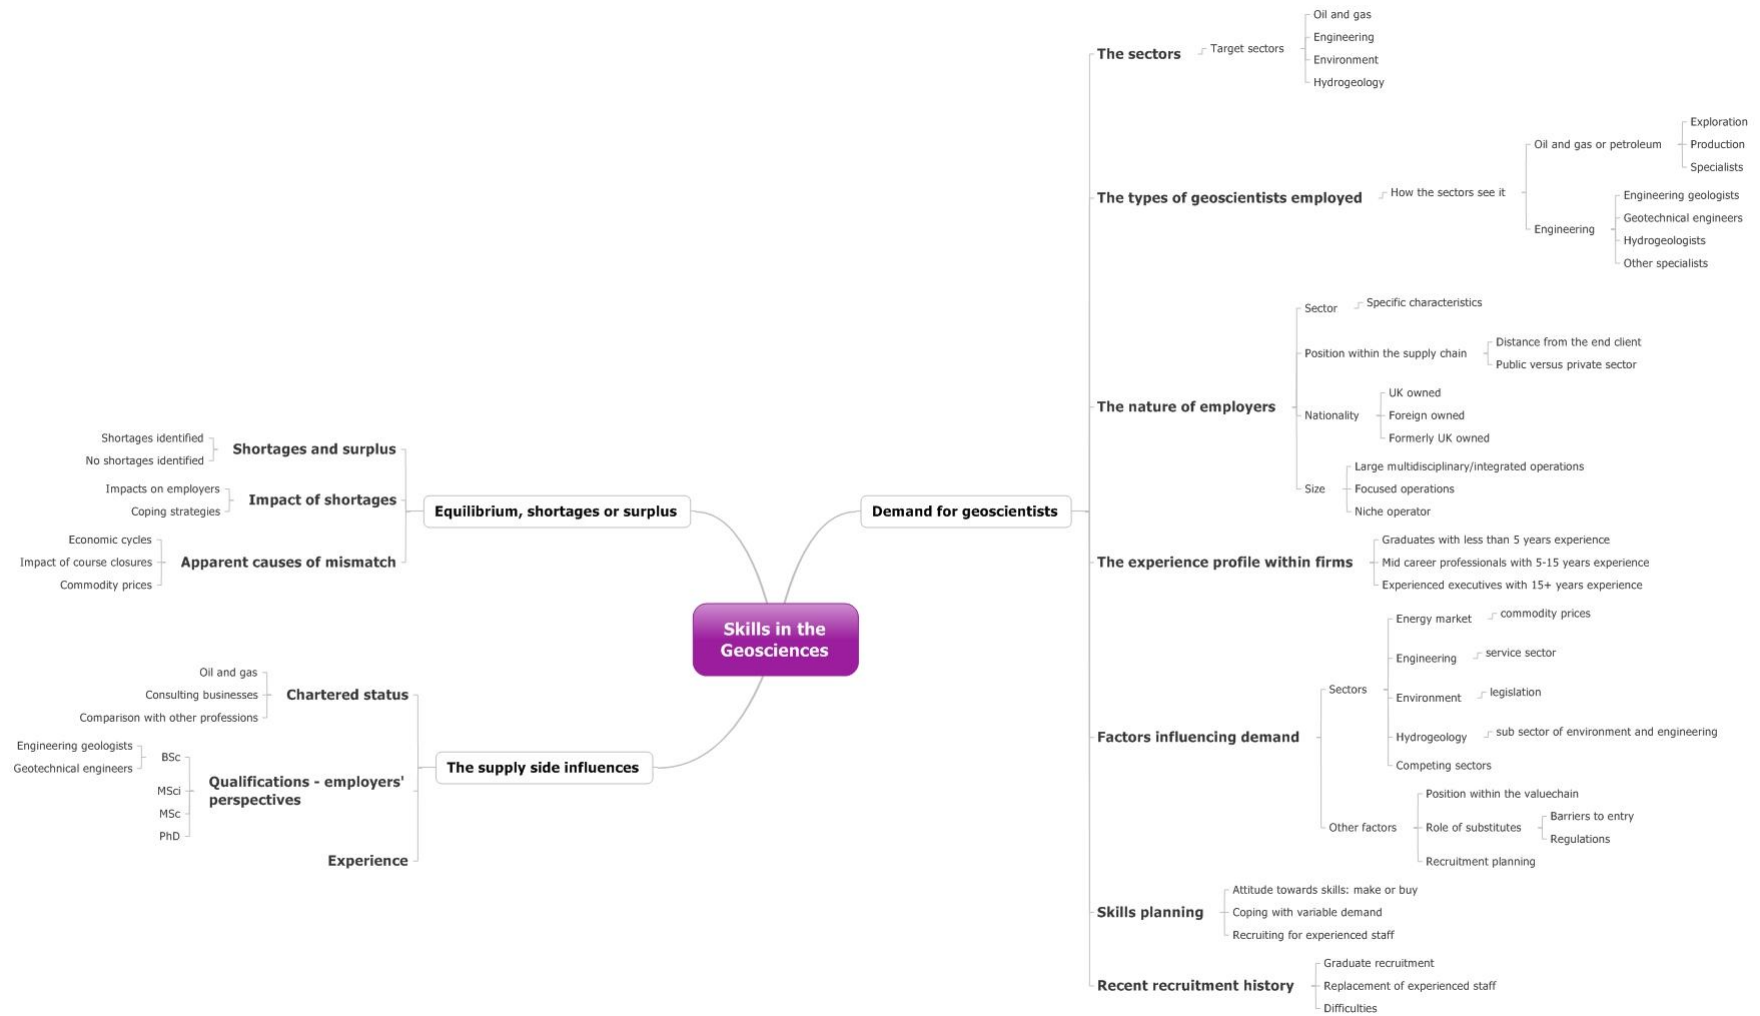 Skills in the
Geosciences
Demand for geoscientists
The sectors
Target sectors
Oil and gas
Engineering
Environment
Hydrogeology
The types of geoscientists employed
How the sectors see it
Oil and gas or petroleum
Exploration
Production
Specialists
Engineering
Engineering geologists
Geotechnical engineers
Hydrogeologists
Other specialists
The nature of employers
Sector
Specific characteristics
Position within the supply chain
Distance from the end client
Public versus private sector
Nationality
UK owned
Foreign owned
Formerly UK owned
Size
Large multidisciplinary/integrated operations
Focused operations
Niche operator
The experience profile within firms
Graduates with less than 5 years experience
Mid career professionals with 5-15 years experience
Experienced executives with 15+ years experience
Factors influencing demand
Sectors
Energy market
commodity prices
Engineering
service sector
Environment
legislation
Hydrogeology
sub sector of environment and engineering
Competing sectors
Other factors
Position within the valuechain
Role of substitutes
Barriers to entry
Regulations
Recruitment planning
Skills planning
Attitude towards skills: make or buy
Coping with variable demand
Recruiting for experienced staff
Recent recruitment history
Graduate recruitment
Replacement of experienced staff
Difficulties
Equilibrium, shortages or surplus
Shortages and surplus
Shortages identified
No shortages identified
Impact of shortages
Impacts on employers
Coping strategies
Apparent causes of mismatch
Economic cycles
Impact of course closures
Commodity prices
The supply side influences
Chartered status
Oil and gas
Consulting businesses
Comparison with other professions
Qualifications - employers'
perspectives
BSc
Engineering geologists
Geotechnical engineers
MSci
MSc
PhD
Experience